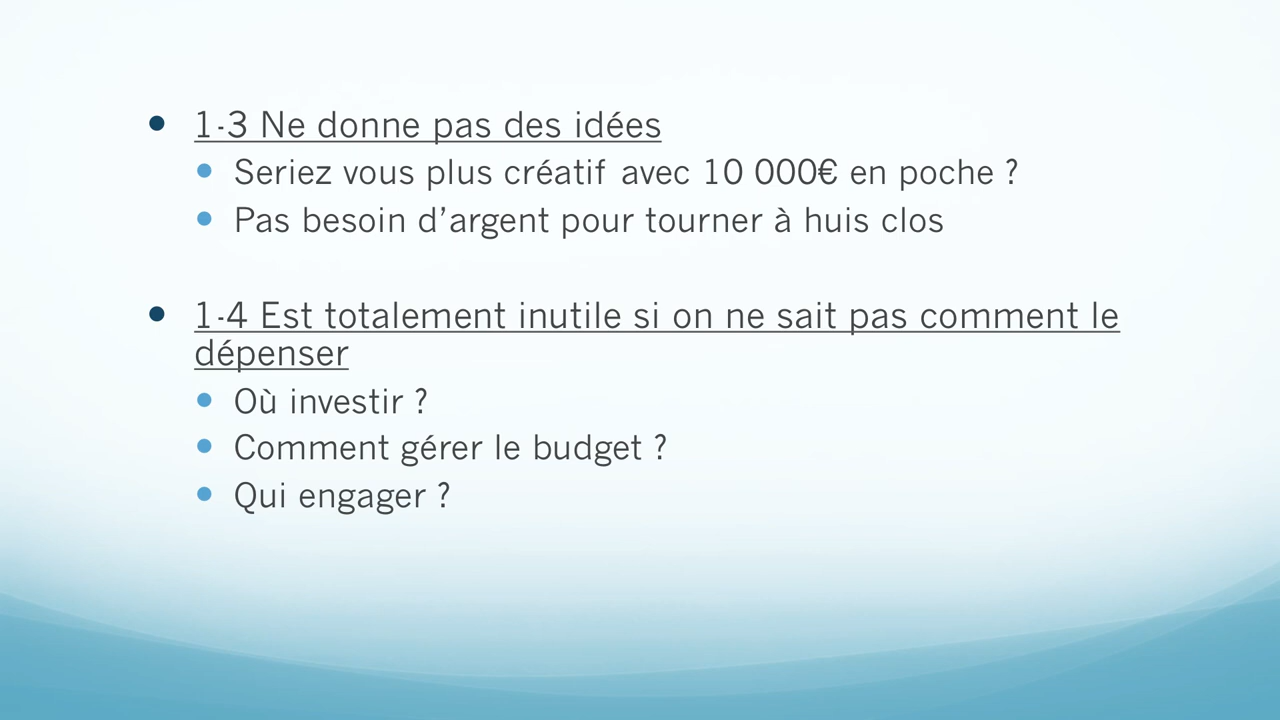 • 1-3 Ne donne pas des idées
• Seriez vous plus créatif avec 10 000€ en poche ?
• Pas besoin d’argent pour tourner à huis clos
• 1-4 Est totalement inutile si on ne sait pas comment le
dépenser
• Où investir ?
• Comment gérer le budget ?
• Qui engager ?